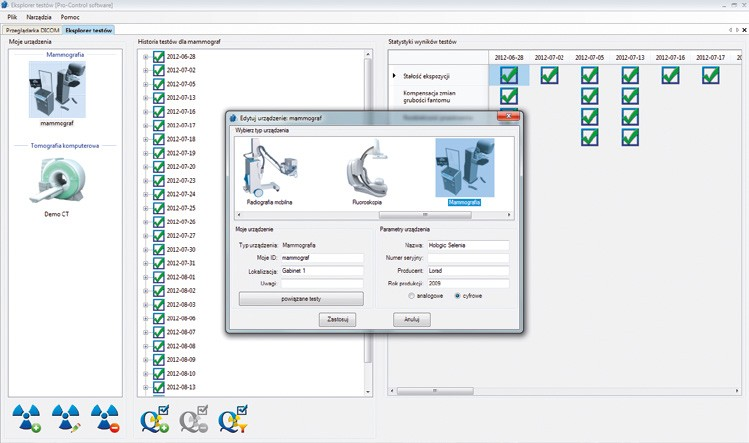 Eksplorer testów [Pro-Control software]
Plik Narzędzia Pomoc
Przeglądarka DICOM Eksplorer testów
Moje urządzenia
Mammografia
mammograf
Tomografia komputerowa
Demo CT
Historia testów dla mammograf
2012-06-28
2012-07-02
2012-07-05
2012-07-13
2012-07-16
2012-07-17
2012-07-18
2012-07-19
2012-07-20
2012-07-23
2012-07-24
2012-07-25
2012-07-26
2012-07-27
2012-07-30
2012-07-31
2012-08-01
2012-08-02
2012-08-03
2012-08-06
2012-08-07
2012-08-08
2012-08-09
2012-08-10
2012-08-13
Statystyki wyników testów
2012-06-28 2012-07-02 2012-07-05 2012-07-13 2012-07-16 2012-07-17
Stałość ekspozycji
Kompensacja zmian
grubości fantomu
Edytuj urządzenie: mammograf
Wybierz typ urządzenia
Radiografia mobilna Fluoroskopia Mammografia
Moje urządzenie
Typ urządzenia: Mammografia
Moje ID: mammograf
Lokalizacja: Gabinet 1
Uwagi:
powiązane testy
Parametry urządzenia
Nazwa: Hologic Selenia
Numer seryjny:
Producent: Lorad
Rok produkcji: 2009
analogowe cyfrowe
Zastosuj Anuluj